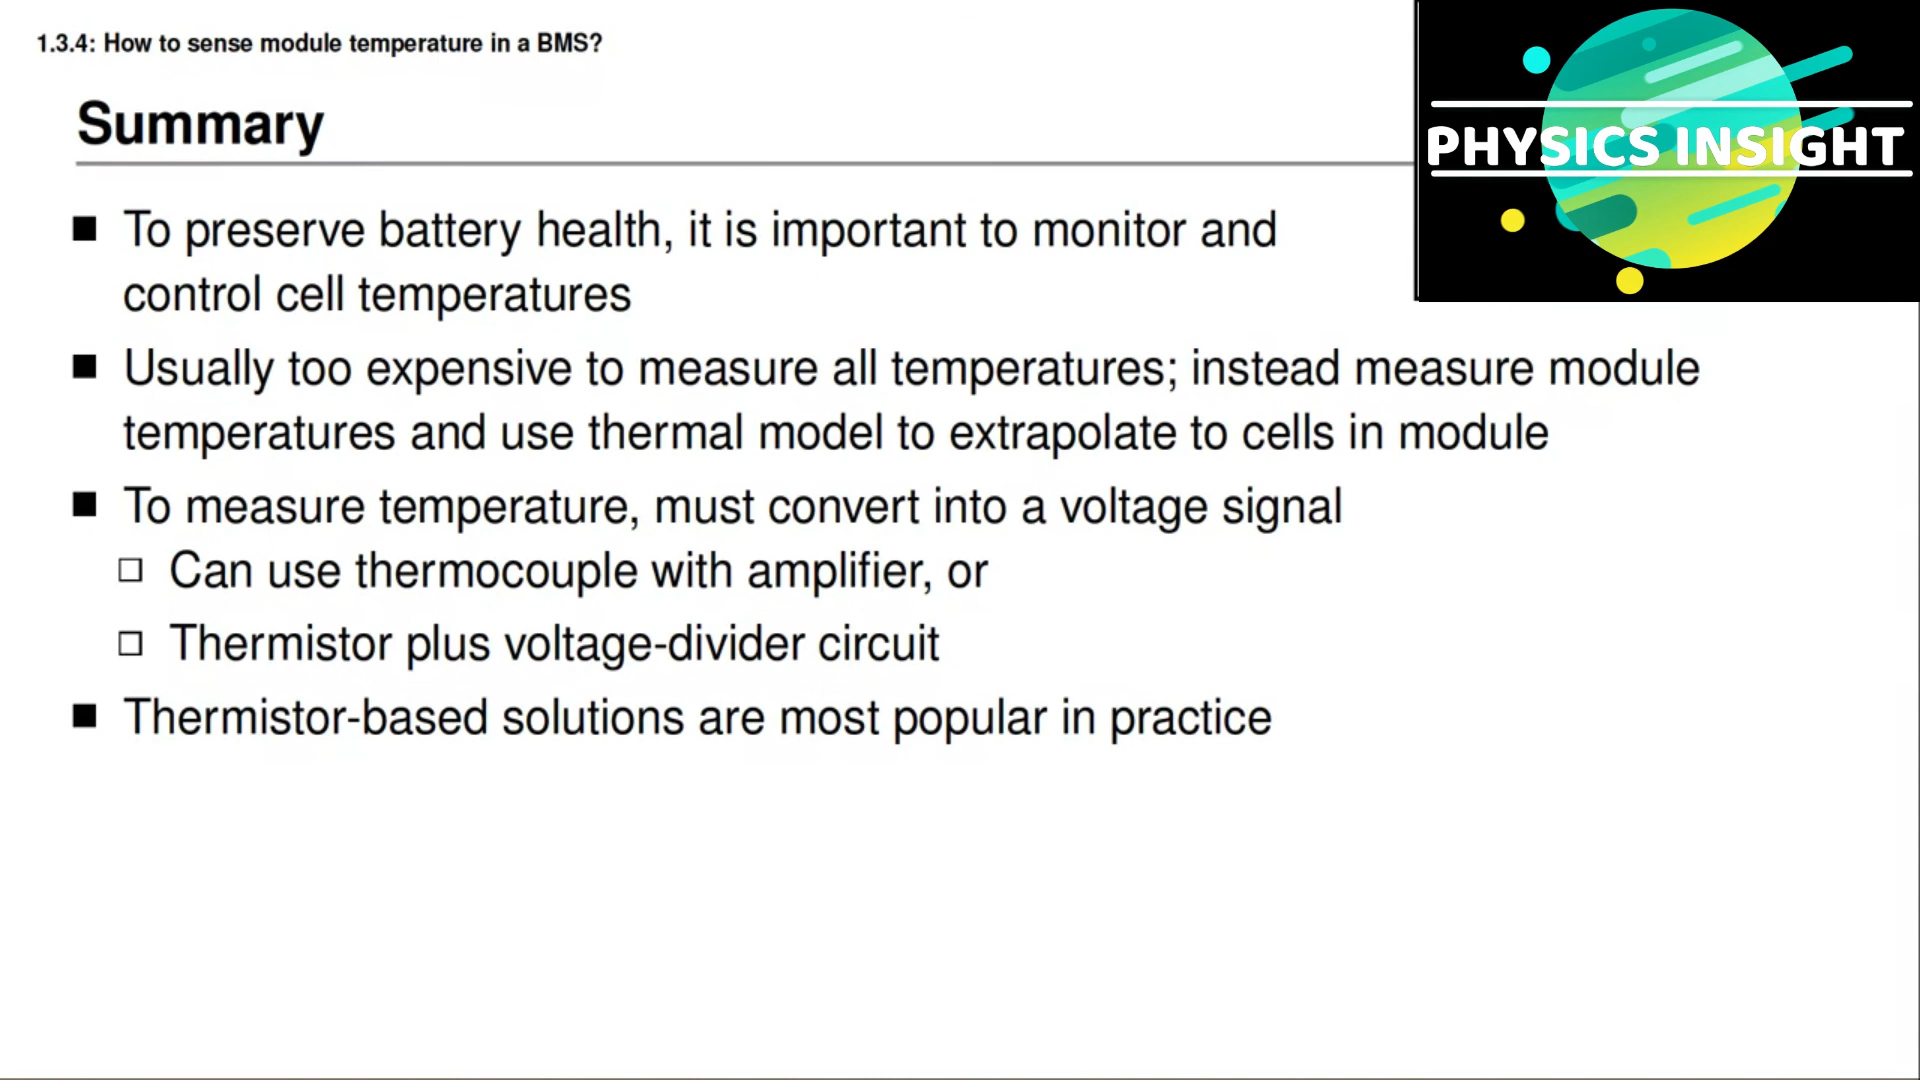 1.3.4: How to sense module temperature in a BMS?
PHYSICS INSIGHT
Summary
■ To preserve battery health, it is important to monitor and
control cell temperatures
■ Usually too expensive to measure all temperatures; instead measure module
temperatures and use thermal model to extrapolate to cells in module
■ To measure temperature, must convert into a voltage signal
□ Can use thermocouple with amplifier, or
□ Thermistor plus voltage-divider circuit
■ Thermistor-based solutions are most popular in practice